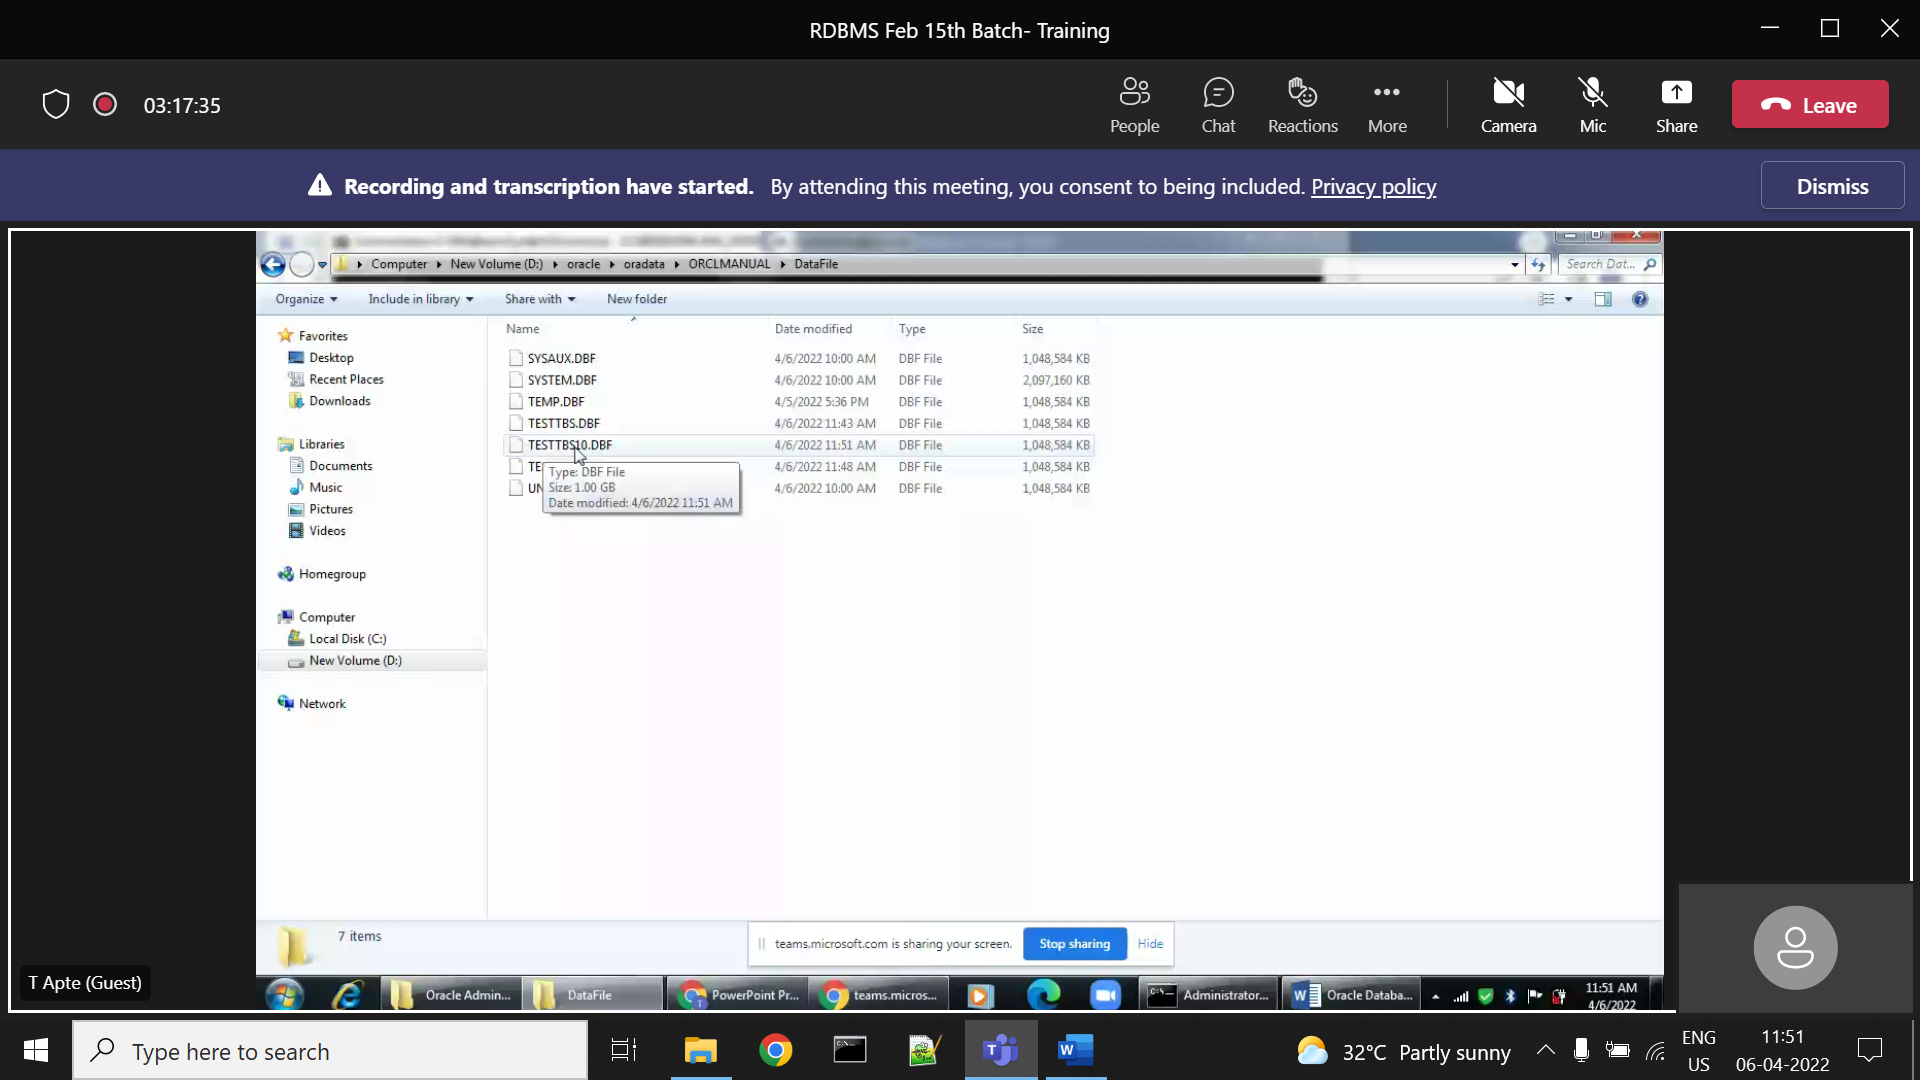 RDBMS Feb 15th Batch- Training
03:17:35
People
Chat
Reactions
More
Camera
Mic
Share
Leave
Recording and transcription have started. By attending this meeting, you consent to being included. Privacy policy
Dismiss
Computer New Volume (D:) oracle oradata ORCLMANUAL DataFile
Search Dat...
Organize Include in library Share with New folder
Favorites
Desktop
Recent Places
Downloads
Libraries
Documents
Music
Pictures
Videos
Homegroup
Computer
Local Disk (C:)
New Volume (D:)
Network
Name Date modified Type Size
SYSAUX.DBF 4/6/2022 10:00 AM DBF File 1,048,584 KB
SYSTEM.DBF 4/6/2022 10:00 AM DBF File 2,097,160 KB
TEMP.DBF 4/5/2022 5:36 PM DBF File 1,048,584 KB
TESTTBS.DBF 4/6/2022 11:43 AM DBF File 1,048,584 KB
TESTTBS10.DBF 4/6/2022 11:51 AM DBF File 1,048,584 KB
TE 4/6/2022 11:48 AM DBF File 1,048,584 KB
UN 4/6/2022 10:00 AM DBF File 1,048,584 KB
Type: DBF File
Size: 1.00 GB
Date modified: 4/6/2022 11:51 AM
7 items
teams.microsoft.com is sharing your screen. Stop sharing Hide
T Apte (Guest)
Oracle Admin... DataFile PowerPoint Pr... teams.micros... Administrator... Oracle Databa...
11:51 AM
4/6/2022
Type here to search
32°C Partly sunny
ENG
US
11:51
06-04-2022